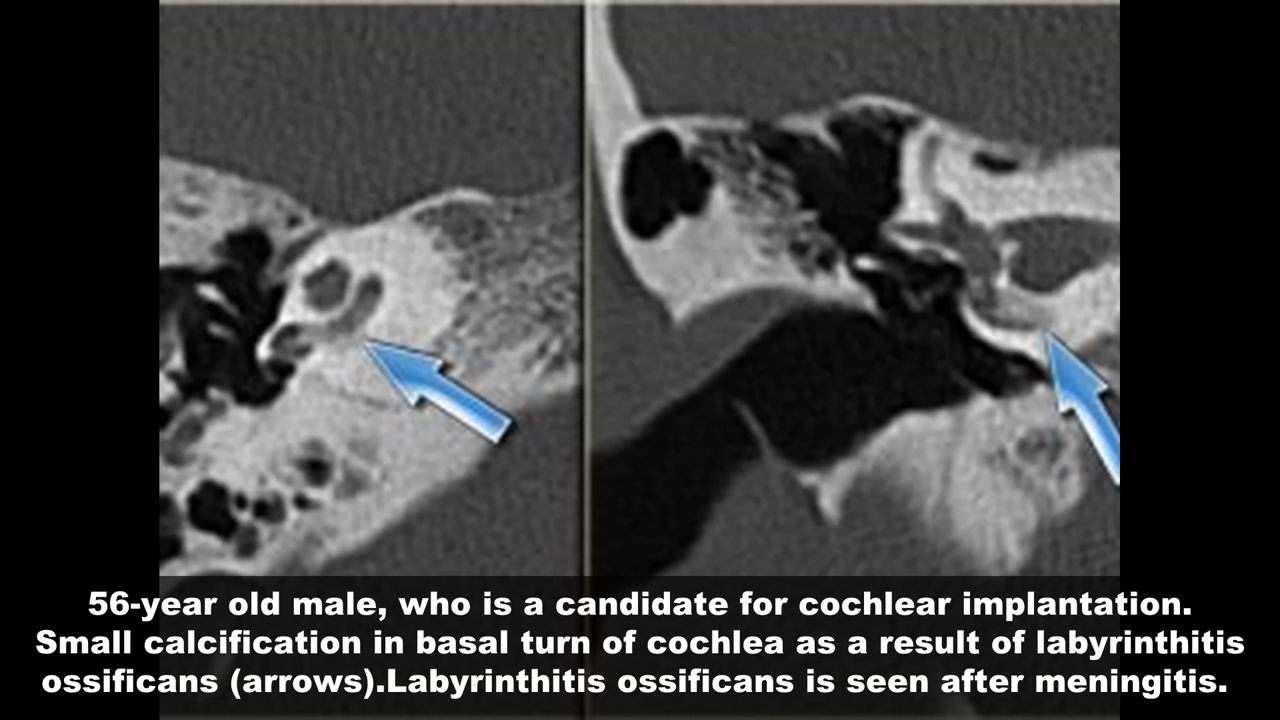 56-year old male, who is a candidate for cochlear implantation.
Small calcification in basal turn of cochlea as a result of labyrinthitis
ossificans (arrows).Labyrinthitis ossificans is seen after meningitis.